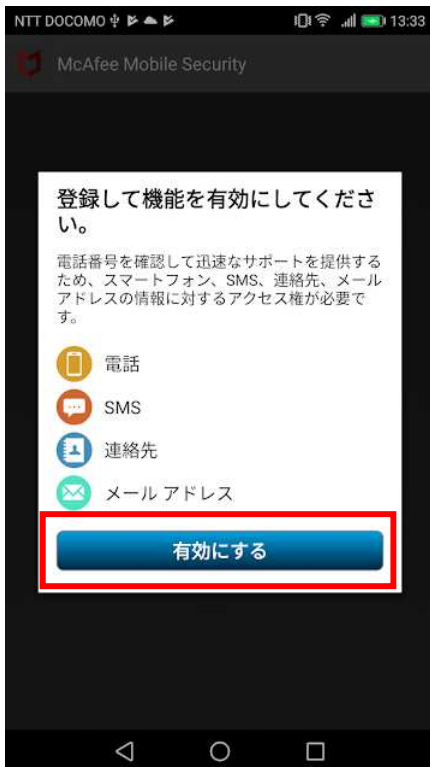 NTT DOCOMO 13:33
McAfee Mobile Security
登録して機能を有効にしてくださ
い。
電話番号を確認して迅速なサポートを提供する
ため、スマートフォン、SMS、連絡先、メール
アドレスの情報に対するアクセス権が必要で
す。
電話
SMS
連絡先
メール アドレス
有効にする